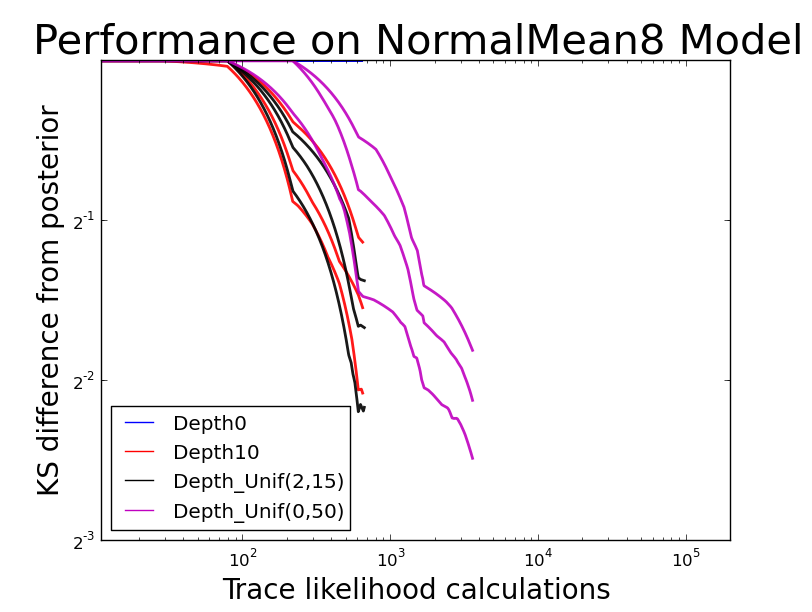 Performance on NormalMean8 Model
KS difference from posterior
2^-1
2^-2
2^-3
Depth0
Depth10
Depth_Unif(2,15)
Depth_Unif(0,50)
10^2
10^3
10^4
10^5
Trace likelihood calculations